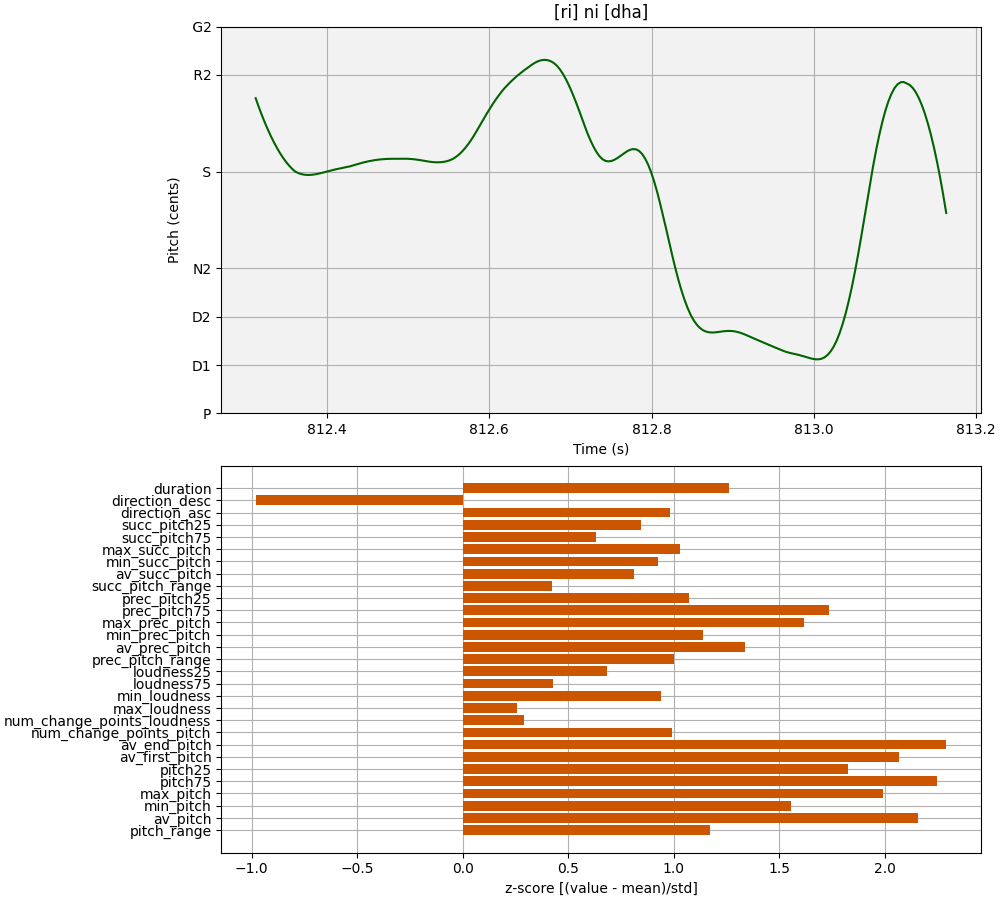 [ri] ni [dha]
G2
R2
S
N2
D2
D1
P
Pitch (cents)
812.4 812.6 812.8 813.0 813.2
Time (s)
duration
direction_desc
direction_asc
succ_pitch25
succ_pitch75
max_succ_pitch
min_succ_pitch
av_succ_pitch
succ_pitch_range
prec_pitch25
prec_pitch75
max_prec_pitch
min_prec_pitch
av_prec_pitch
prec_pitch_range
loudness25
loudness75
min_loudness
max_loudness
num_change_points_loudness
num_change_points_pitch
av_end_pitch
av_first_pitch
pitch25
pitch75
max_pitch
min_pitch
av_pitch
pitch_range
−1.0 −0.5 0.0 0.5 1.0 1.5 2.0
z-score [(value - mean)/std]